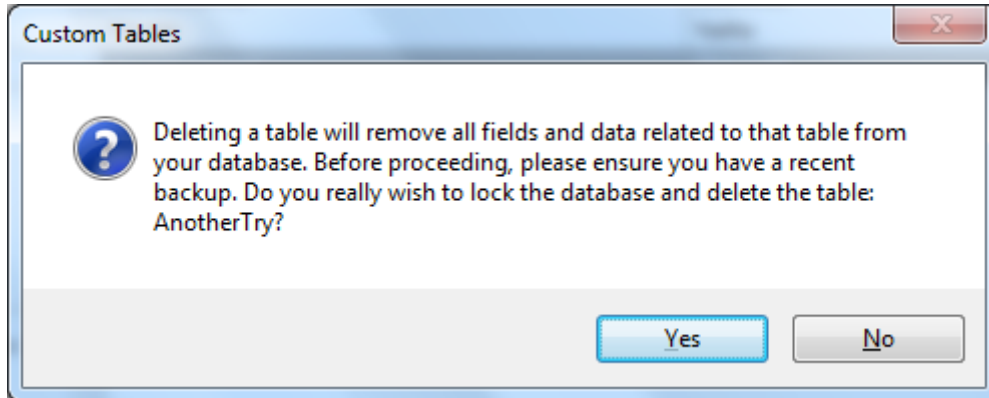 Custom Tables
Deleting a table will remove all fields and data related to that table from
your database. Before proceeding, please ensure you have a recent
backup. Do you really wish to lock the database and delete the table:
AnotherTry?
Yes
No